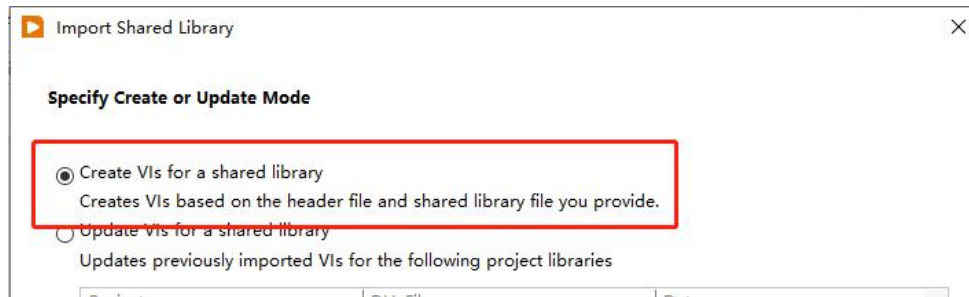 Import Shared Library
Specify Create or Update Mode
Create VIs for a shared library
Creates VIs based on the header file and shared library file you provide.
Update VIs for a shared library
Updates previously imported VIs for the following project libraries